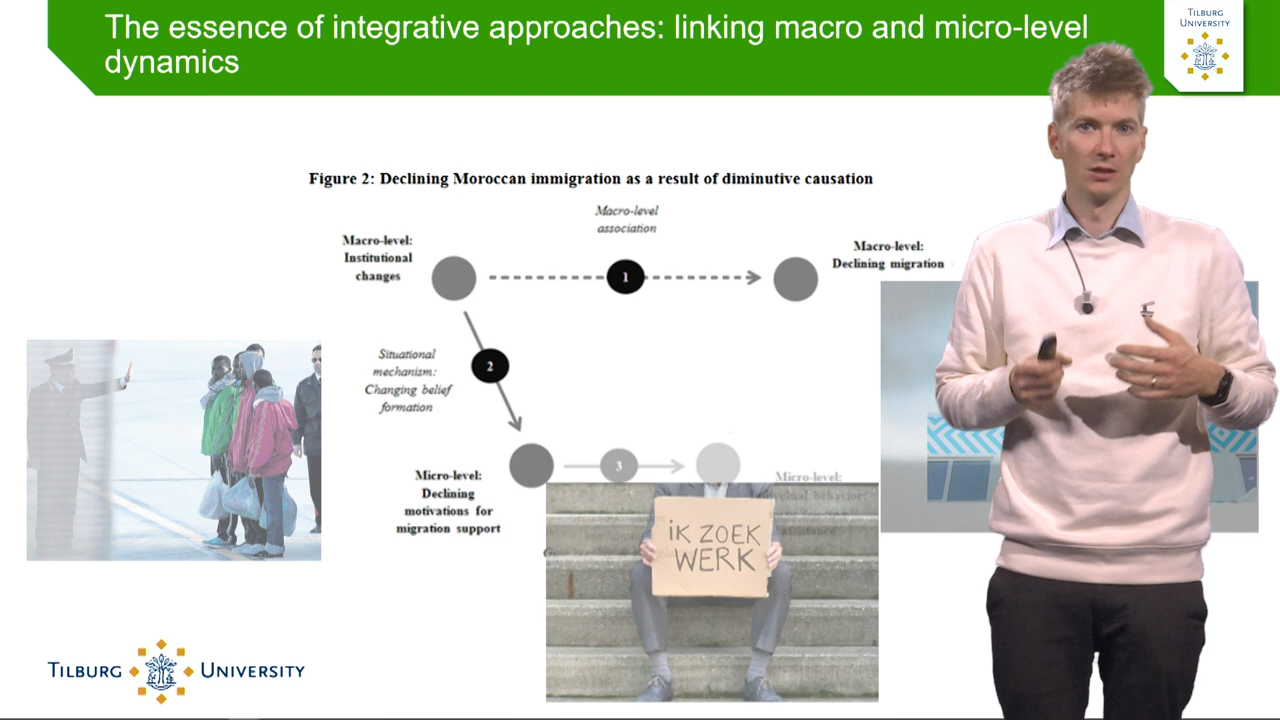 The essence of integrative approaches: linking macro and micro-level
dynamics
TILBURG
UNIVERSITY
Figure 2: Declining Moroccan immigration as a result of diminutive causation
Macro-level
association
Macro-level:
Institutional
changes
1
Macro-level:
Declining migration
Situational
mechanism:
Changing belief
formation
2
3
Micro-level:
Declining
motivations for
migration support
Micro-level:
iK ZOEK
WERK
TILBURG UNIVERSITY